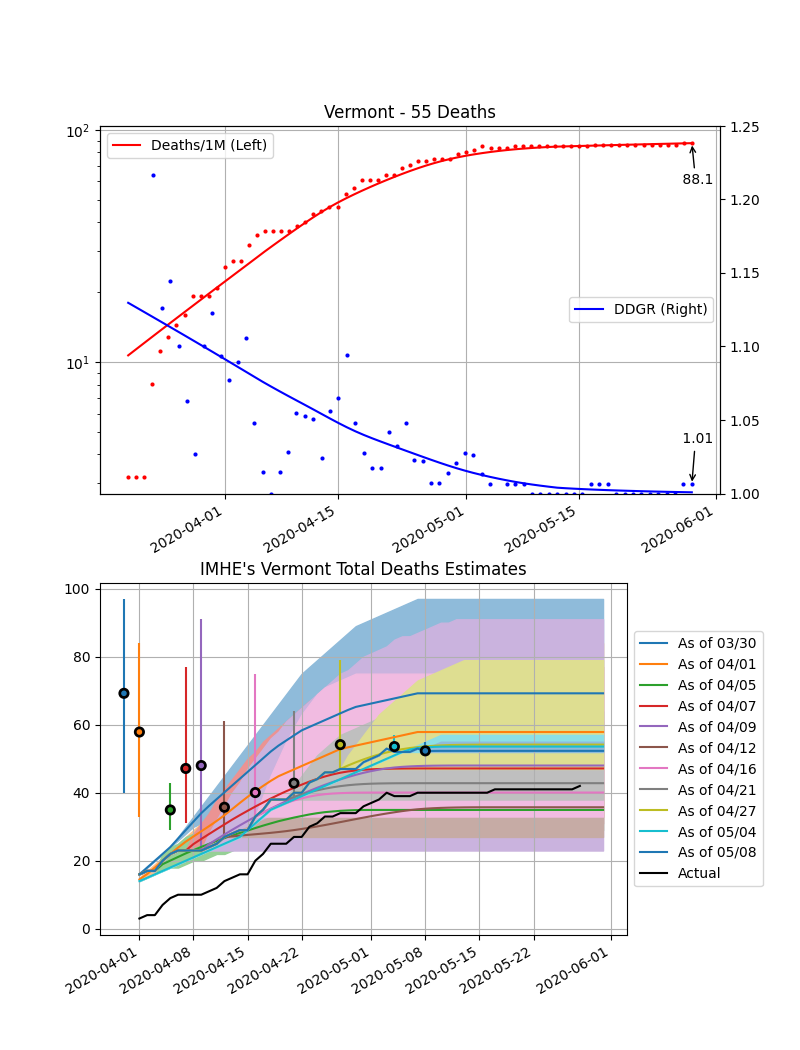 Vermont - 55 Deaths
10²
Deaths/1M (Left)
1.25
88.1
1.20
1.15
DDGR (Right)
1.10
10¹
1.05
1.01
1.00
2020-04-01
2020-04-15
2020-05-01
2020-05-15
2020-06-01
IMHE's Vermont Total Deaths Estimates
100
80
60
40
20
0
As of 03/30
As of 04/01
As of 04/05
As of 04/07
As of 04/09
As of 04/12
As of 04/16
As of 04/21
As of 04/27
As of 05/04
As of 05/08
Actual
2020-04-01
2020-04-08
2020-04-15
2020-04-22
2020-05-01
2020-05-08
2020-05-15
2020-05-22
2020-06-01